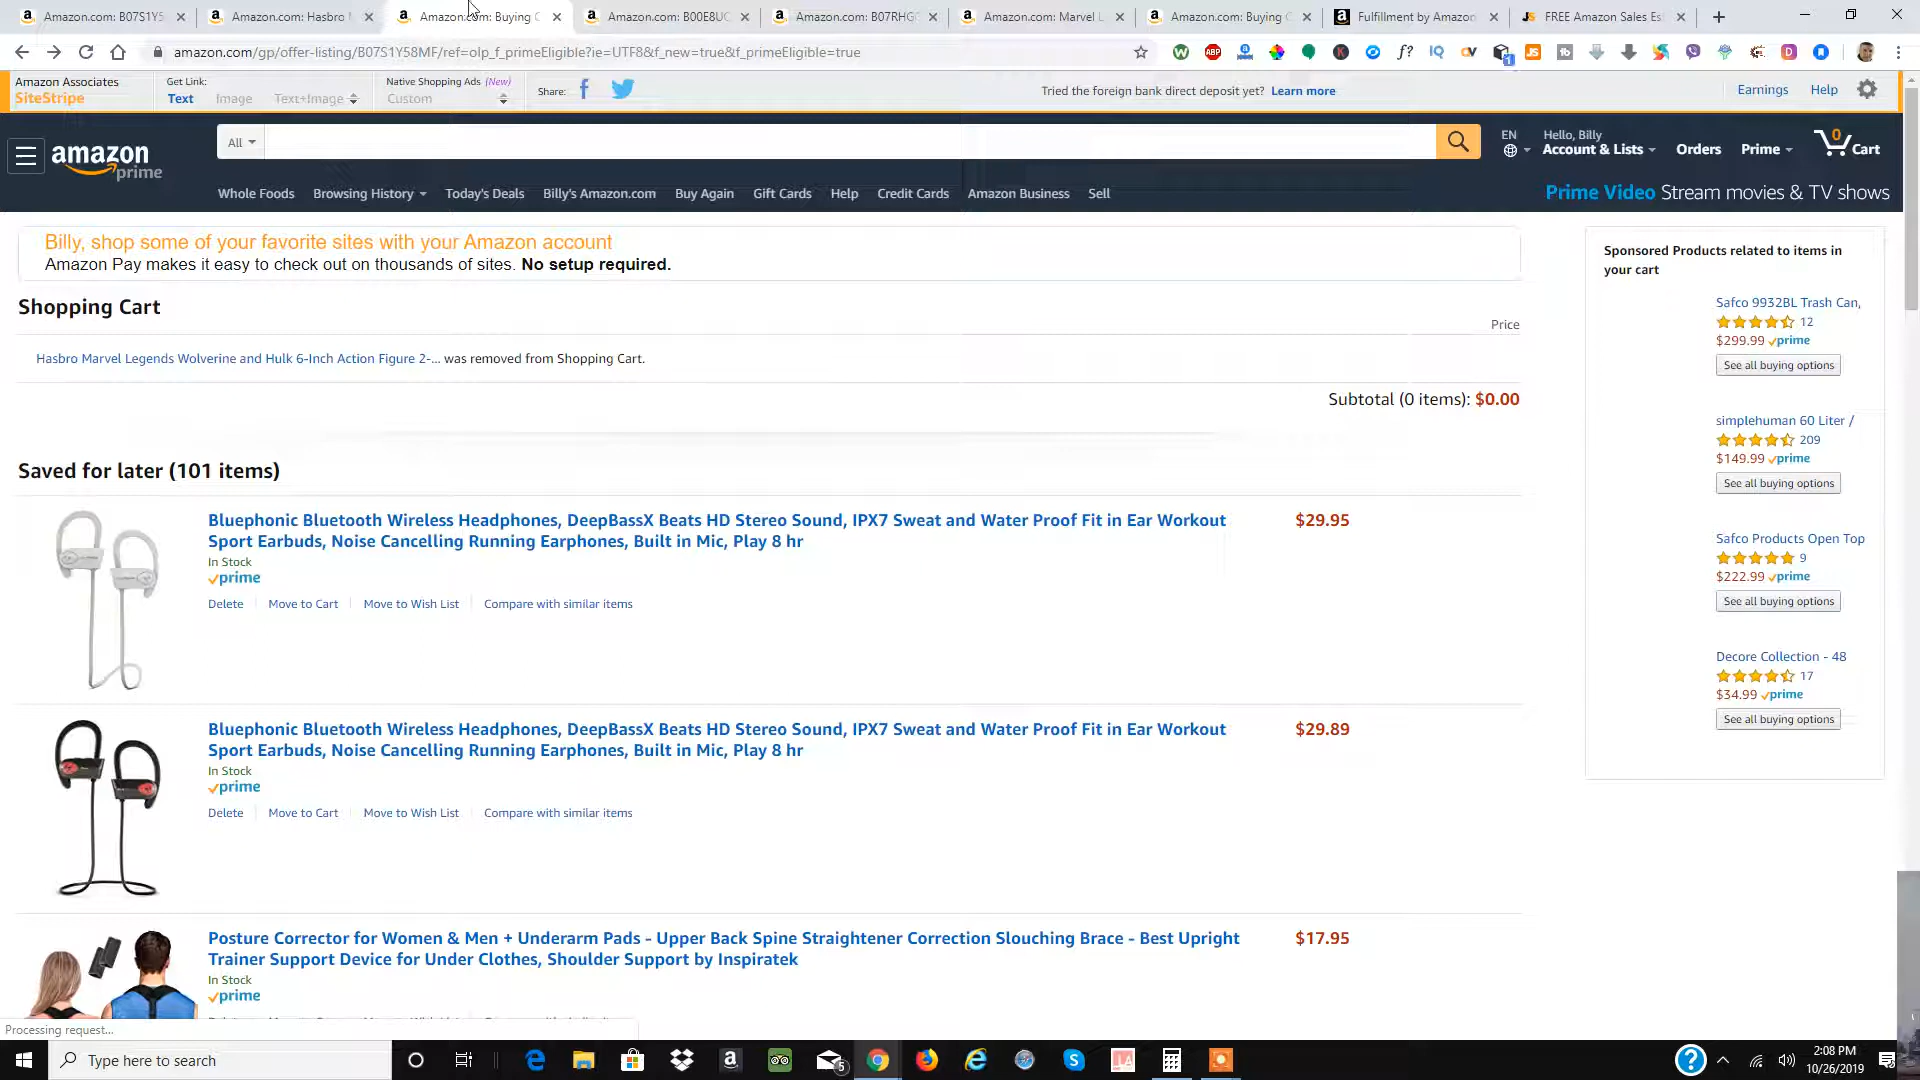 Amazon.com: B07S1Y5
Amazon.com: Hasbro M
Amazon.com: Buying C
Amazon.com: B00E8UC
Amazon.com: B07RHGG
Amazon.com: Marvel L
Amazon.com: Buying C
Fulfillment by Amazon
FREE Amazon Sales Est
amazon.com/gp/offer-listing/B07S1Y58MF/ref=olp_f_primeEligible?ie=UTF8&f_new=true&f_primeEligible=true
Amazon Associates
SiteStripe
Get Link:
Text Image Text+Image
Native Shopping Ads (New)
Custom
Share:
Tried the foreign bank direct deposit yet? Learn more
Earnings Help
amazon
prime
All
EN
Hello, Billy
Account & Lists
Orders
Prime
0
Cart
Whole Foods Browsing History Today's Deals Billy's Amazon.com Buy Again Gift Cards Help Credit Cards Amazon Business Sell
Prime Video Stream movies & TV shows
Billy, shop some of your favorite sites with your Amazon account
Amazon Pay makes it easy to check out on thousands of sites. No setup required.
Shopping Cart
Price
Hasbro Marvel Legends Wolverine and Hulk 6-Inch Action Figure 2-... was removed from Shopping Cart.
Subtotal (0 items): $0.00
Saved for later (101 items)
Bluephonic Bluetooth Wireless Headphones, DeepBassX Beats HD Stereo Sound, IPX7 Sweat and Water Proof Fit in Ear Workout
Sport Earbuds, Noise Cancelling Running Earphones, Built in Mic, Play 8 hr
$29.95
In Stock
prime
Delete Move to Cart Move to Wish List Compare with similar items
Bluephonic Bluetooth Wireless Headphones, DeepBassX Beats HD Stereo Sound, IPX7 Sweat and Water Proof Fit in Ear Workout
Sport Earbuds, Noise Cancelling Running Earphones, Built in Mic, Play 8 hr
$29.89
In Stock
prime
Delete Move to Cart Move to Wish List Compare with similar items
Posture Corrector for Women & Men + Underarm Pads - Upper Back Spine Straightener Correction Slouching Brace - Best Upright
Trainer Support Device for Under Clothes, Shoulder Support by Inspiratek
$17.95
In Stock
prime
Sponsored Products related to items in
your cart
Safco 9932BL Trash Can,
12
$299.99 prime
See all buying options
simplehuman 60 Liter /
209
$149.99 prime
See all buying options
Safco Products Open Top
9
$222.99 prime
See all buying options
Decore Collection - 48
17
$34.99 prime
See all buying options
Processing request...
Type here to search
2:08 PM
10/26/2019